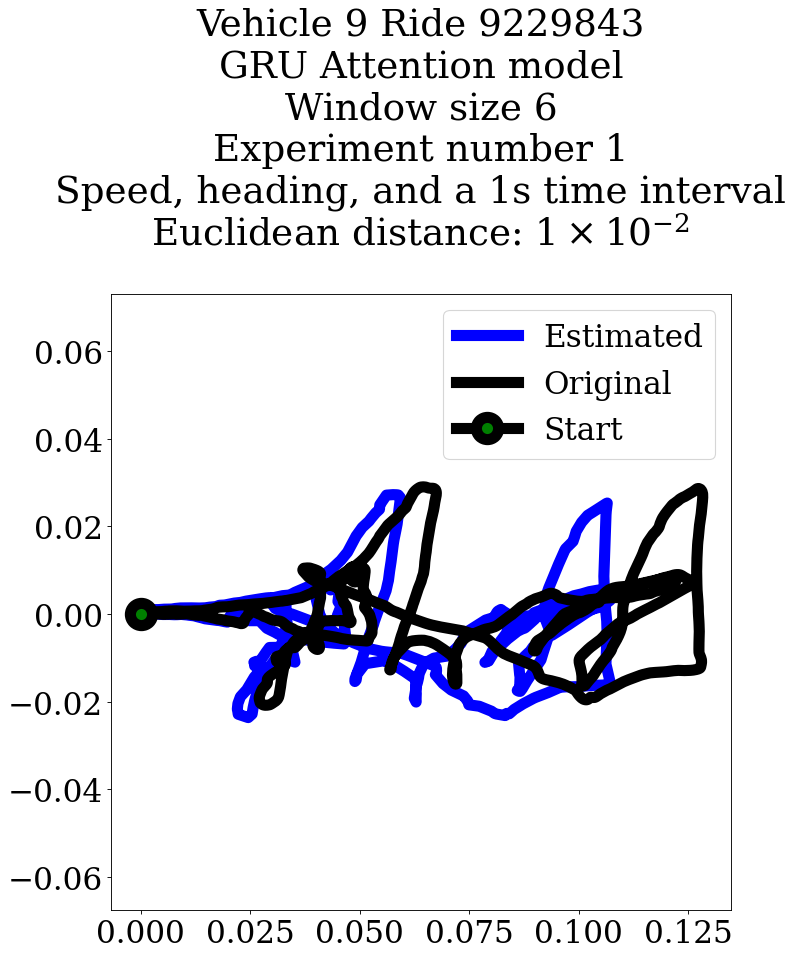 Vehicle 9 Ride 9229843
GRU Attention model
Window size 6
Experiment number 1
Speed, heading, and a 1s time interval
Euclidean distance: 1 × 10⁻²
Estimated
Original
Start
0.06
0.04
0.02
0.00
−0.02
−0.04
−0.06
0.000 0.025 0.050 0.075 0.100 0.125